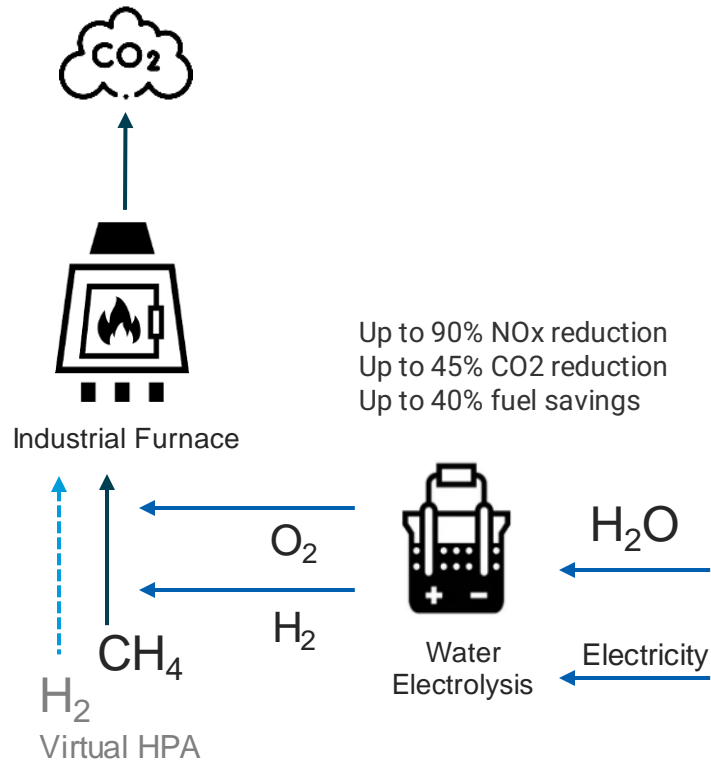 CO₂
Up to 90% NOx reduction
Up to 45% CO2 reduction
Up to 40% fuel savings
Industrial Furnace
O₂
H₂O
H₂
CH₄
+ −
Water
Electrolysis
Electricity
H₂
Virtual HPA